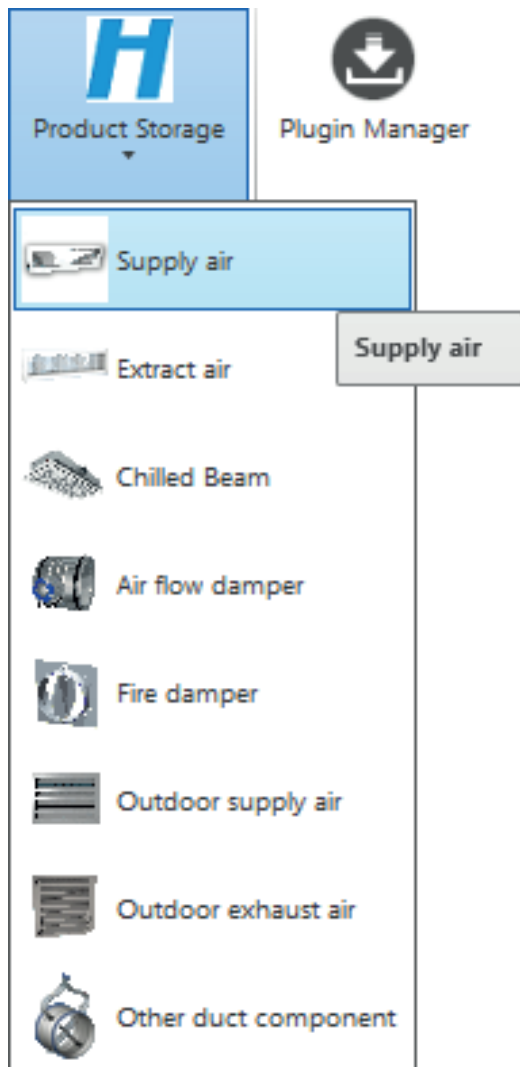 H
Product Storage
Plugin Manager
Supply air
Supply air
Extract air
Chilled Beam
Air flow damper
Fire damper
Outdoor supply air
Outdoor exhaust air
Other duct component